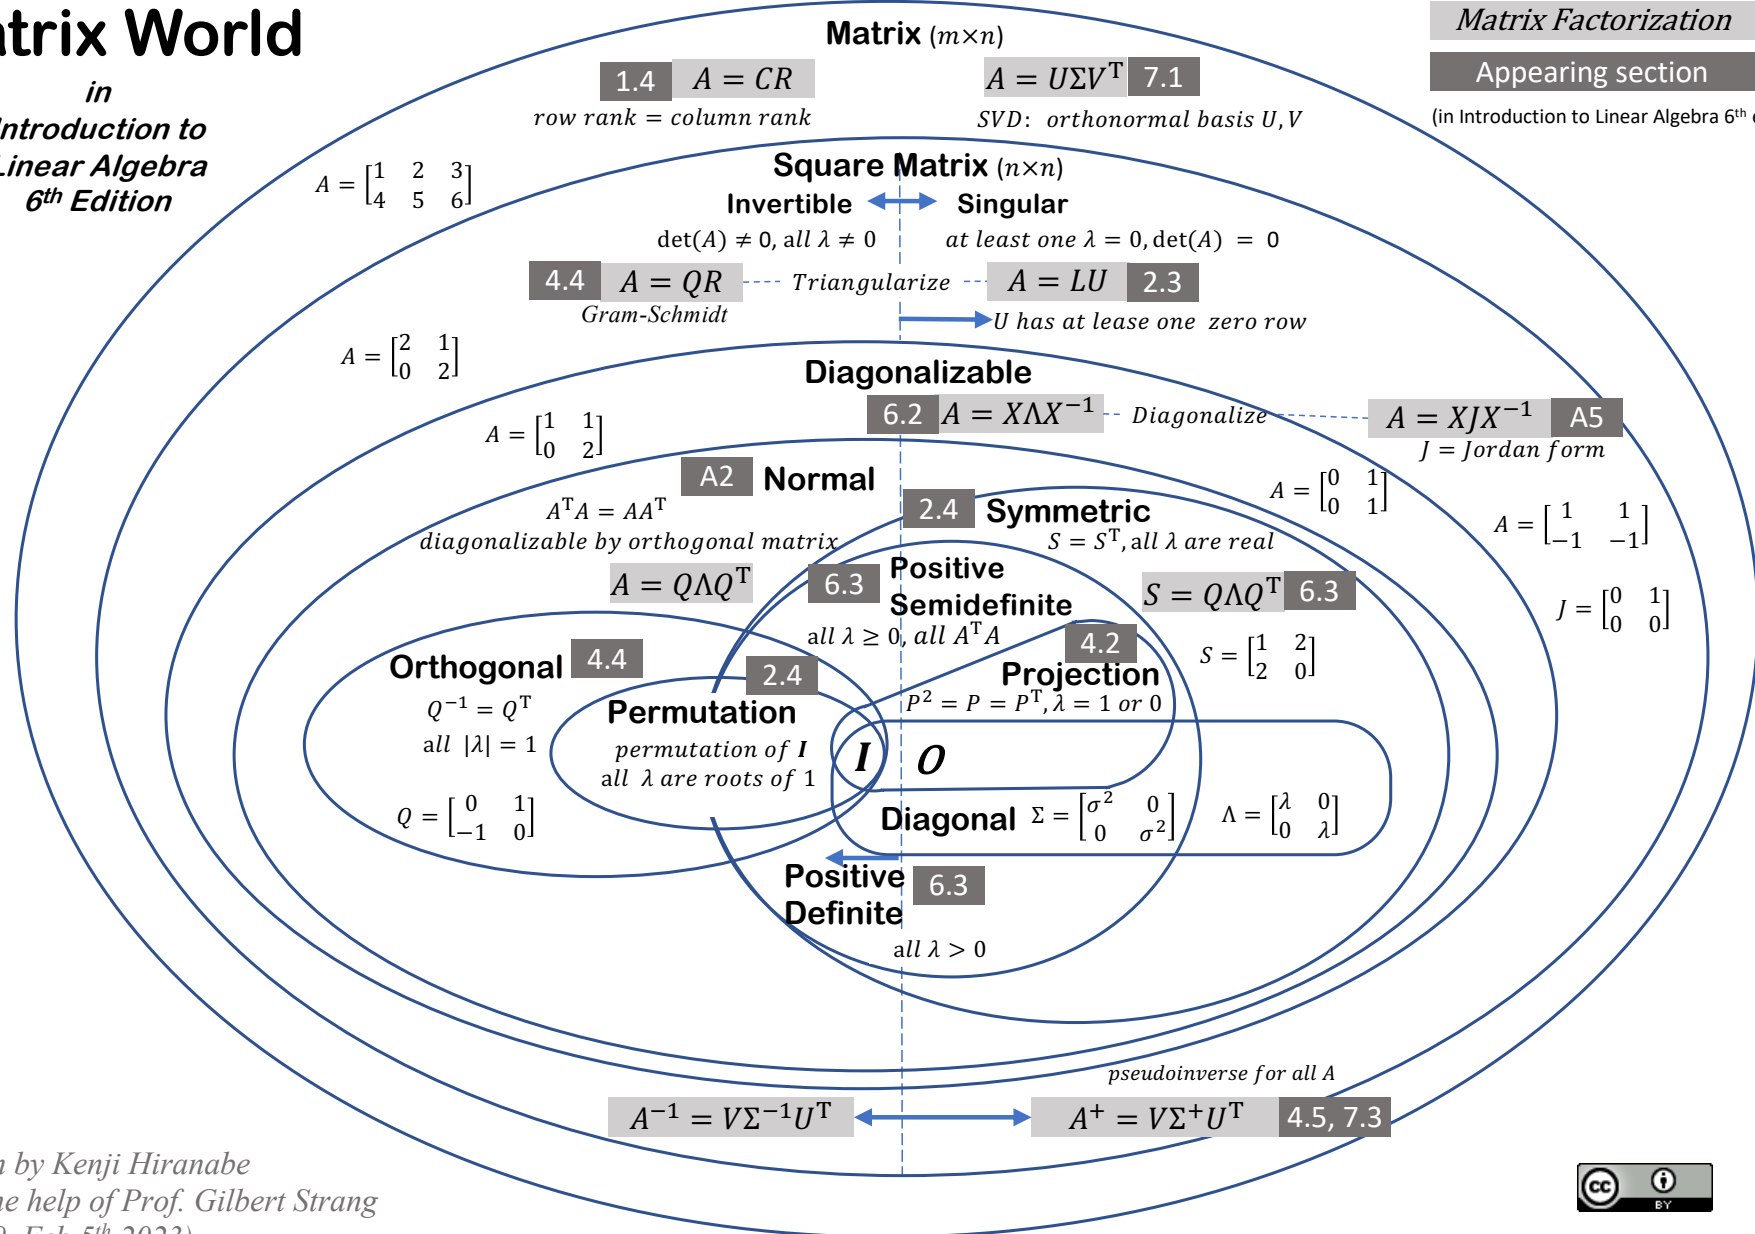 atrix World
in
Introduction to
Linear Algebra
6th Edition
Matrix Factorization
Appearing section
(in Introduction to Linear Algebra 6th
Matrix (m×n)
1.4 A = CR
row rank = column rank
A = UΣVᵀ 7.1
SVD: orthonormal basis U,V
A = [1 2 3
4 5 6]
Square Matrix (n×n)
Invertible Singular
det(A) ≠ 0, all λ ≠ 0
at least one λ = 0, det(A) = 0
4.4 A = QR
Gram-Schmidt
Triangularize
A = LU 2.3
U has at lease one zero row
A = [2 1
0 2]
Diagonalizable
6.2 A = XΛX⁻¹
Diagonalize
A = XJX⁻¹ A5
J = Jordan form
A = [1 1
0 2]
A = [0 1
0 1]
A = [1 1
−1 −1]
J = [0 1
0 0]
A2 Normal
AᵀA = AAᵀ
diagonalizable by orthogonal matrix
A = QΛQᵀ
2.4 Symmetric
S = Sᵀ, all λ are real
S = QΛQᵀ 6.3
S = [1 2
2 0]
6.3 Positive
Semidefinite
all λ ≥ 0, all AᵀA
4.2
Projection
P² = P = Pᵀ, λ = 1 or 0
Orthogonal 4.4
Q⁻¹ = Qᵀ
all |λ| = 1
Q = [0 1
−1 0]
2.4
Permutation
permutation of I
all λ are roots of 1
I O
Diagonal Σ = [σ² 0
0 σ²]
Λ = [λ 0
0 λ]
Positive
Definite 6.3
all λ > 0
pseudoinverse for all A
A⁻¹ = VΣ⁻¹Uᵀ
A⁺ = VΣ⁺Uᵀ 4.5, 7.3
n by Kenji Hiranabe
he help of Prof. Gilbert Strang
Feb 5th 2023)
cc BY